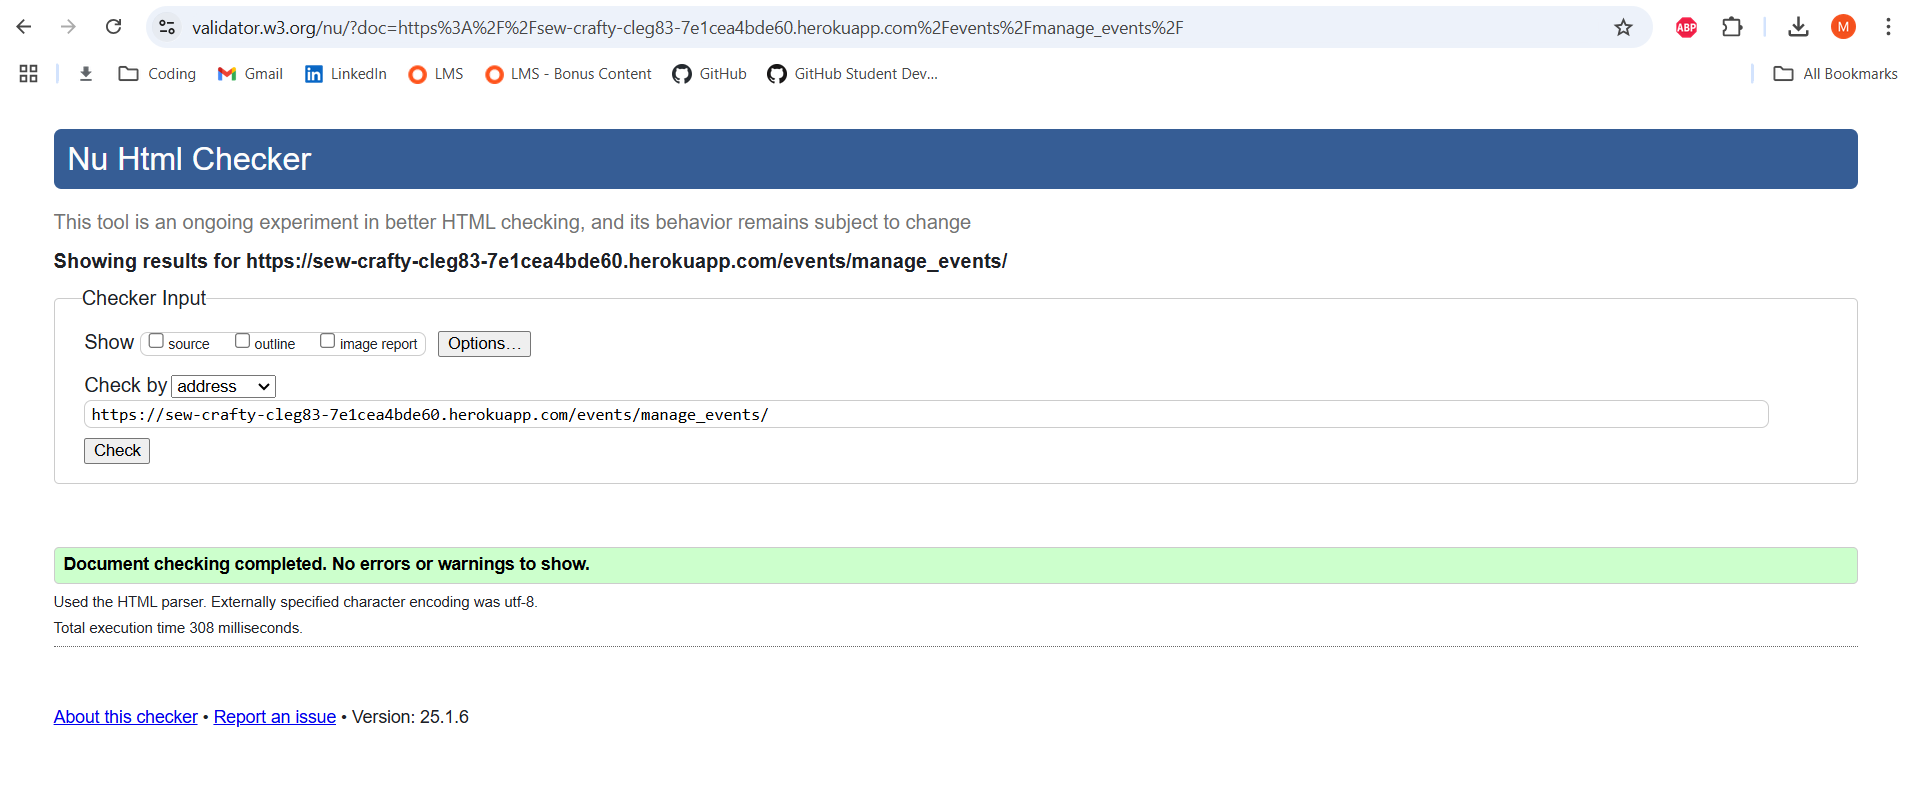 validator.w3.org/nu/?doc=https%3A%2F%2Fsew-crafty-cleg83-7e1cea4bde60.herokuapp.com%2Fevents%2Fmanage_events%2F
ABP
M
Coding
Gmail
LinkedIn
LMS
LMS - Bonus Content
GitHub
GitHub Student Dev...
All Bookmarks
Nu Html Checker
This tool is an ongoing experiment in better HTML checking, and its behavior remains subject to change
Showing results for https://sew-crafty-cleg83-7e1cea4bde60.herokuapp.com/events/manage_events/
Checker Input
Show source outline image report Options...
Check by address
https://sew-crafty-cleg83-7e1cea4bde60.herokuapp.com/events/manage_events/
Check
Document checking completed. No errors or warnings to show.
Used the HTML parser. Externally specified character encoding was utf-8.
Total execution time 308 milliseconds.
About this checker • Report an issue • Version: 25.1.6